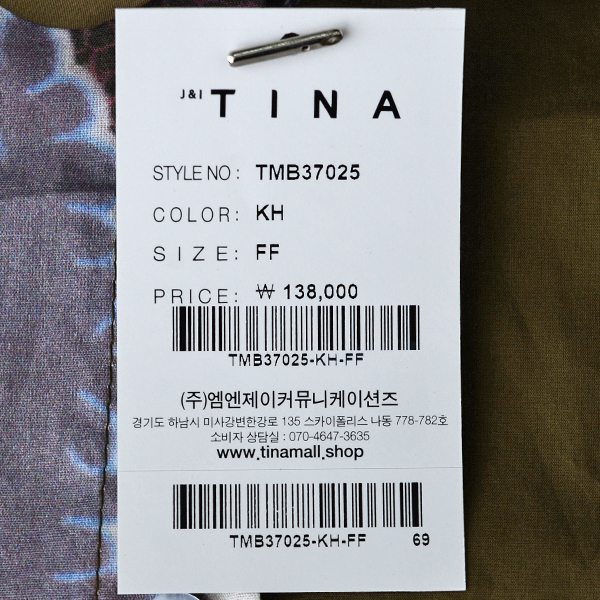 J&I TINA
STYLE NO : TMB37025
COLOR : KH
SIZE : FF
PRICE : ₩ 138,000
TMB37025-KH-FF
(주)엠엔제이커뮤니케이션즈
경기도 하남시 미사강변한강로 135 스카이폴리스 나동 778-782호
소비자 상담실 : 070-4647-3635
www.tinamall.shop
TMB37025-KH-FF 69